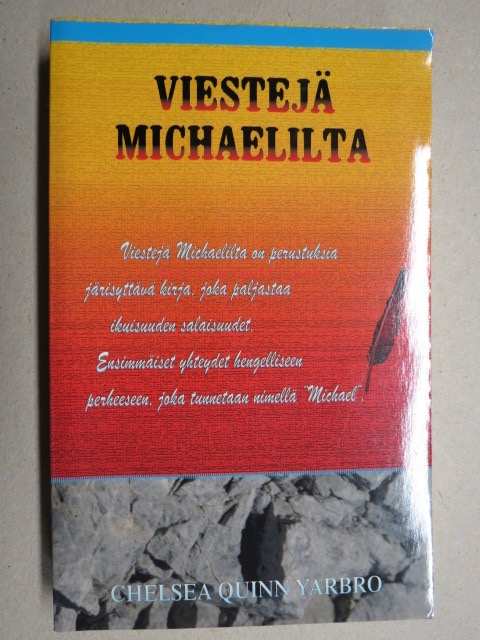 VIESTEJÄ
MICHAELILTA
Viestejä Michaelilta on perustuksia
järisyttävä kirja, joka paljastaa
ikuisuuden salaisuudet.
Ensimmäiset yhteydet hengelliseen
perheeseen, joka tunnetaan nimellä "Michael".
CHELSEA QUINN YARBRO